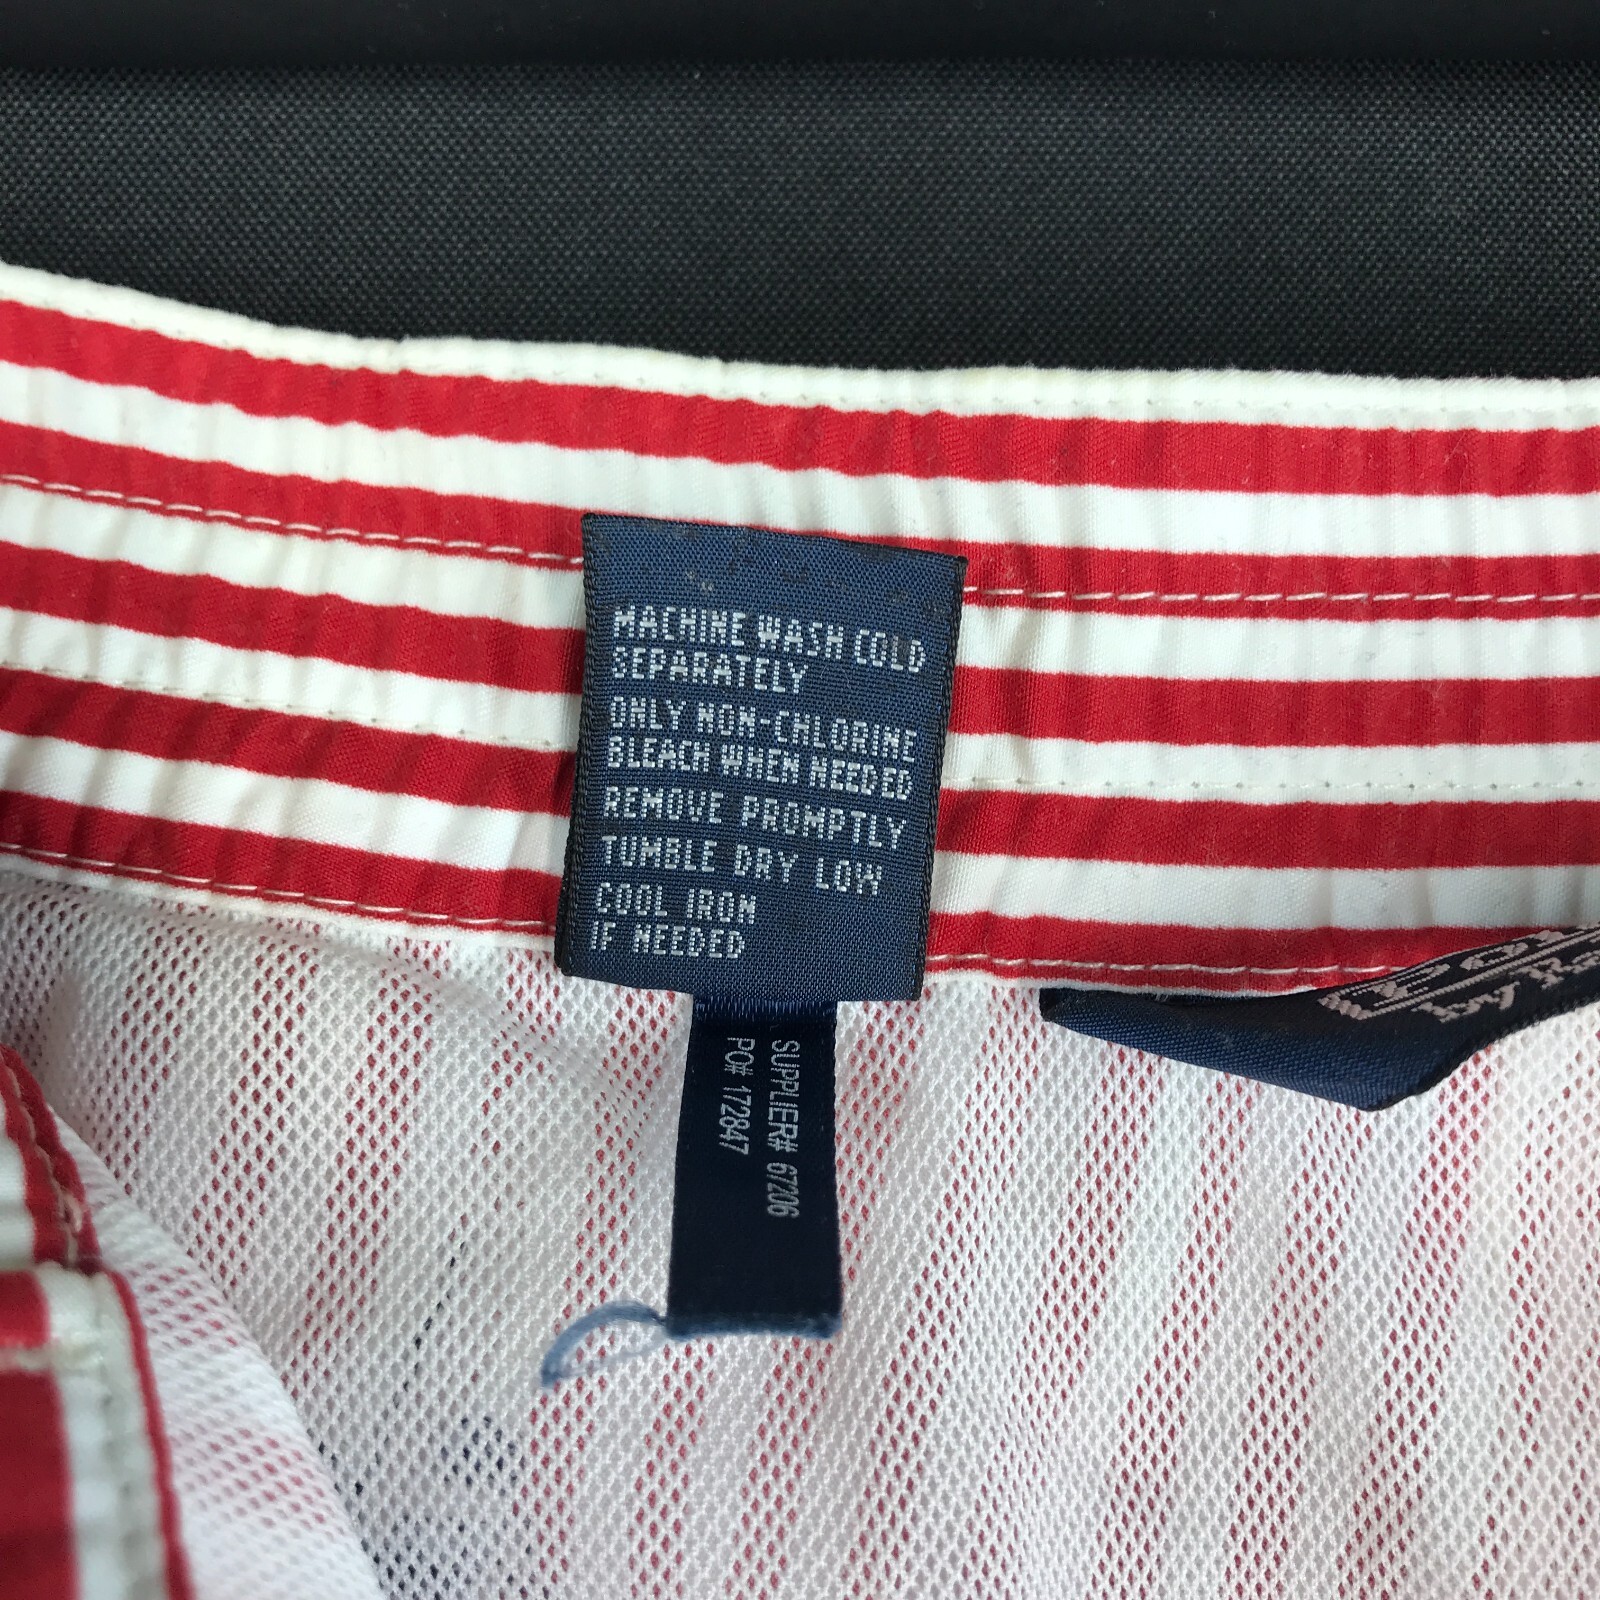 MACHINE WASH COLD
SEPARATELY
ONLY NON-CHLORINE
BLEACH WHEN NEEDED
REMOVE PROMPTLY
TUMBLE DRY LOW
COOL IRON
IF NEEDED
SUPPLIER# 67206
PO# 172847
by